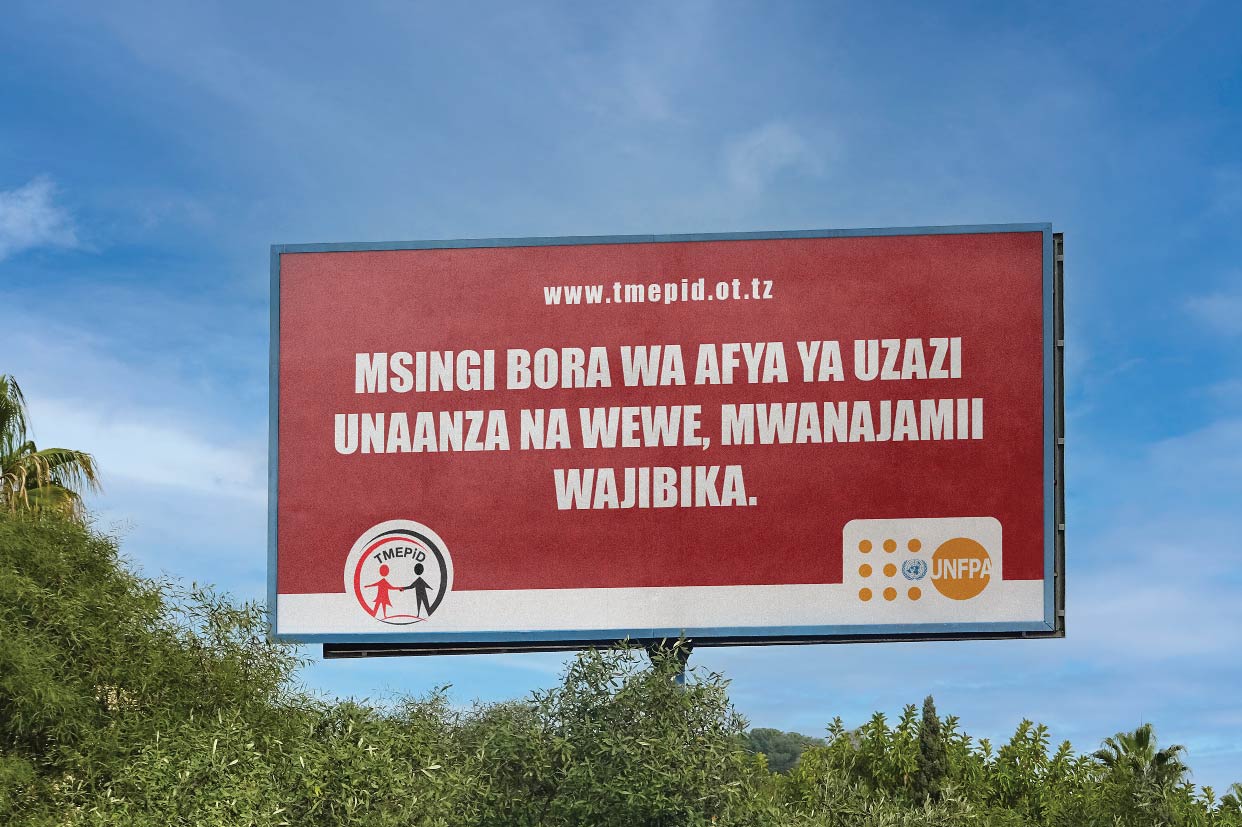 www.tmepid.ot.tz
MSINGI BORA WA AFYA YA UZAZI
UNAANZA NA WEWE, MWANAJAMII
WAJIBIKA.
TMEPiD
UNFPA